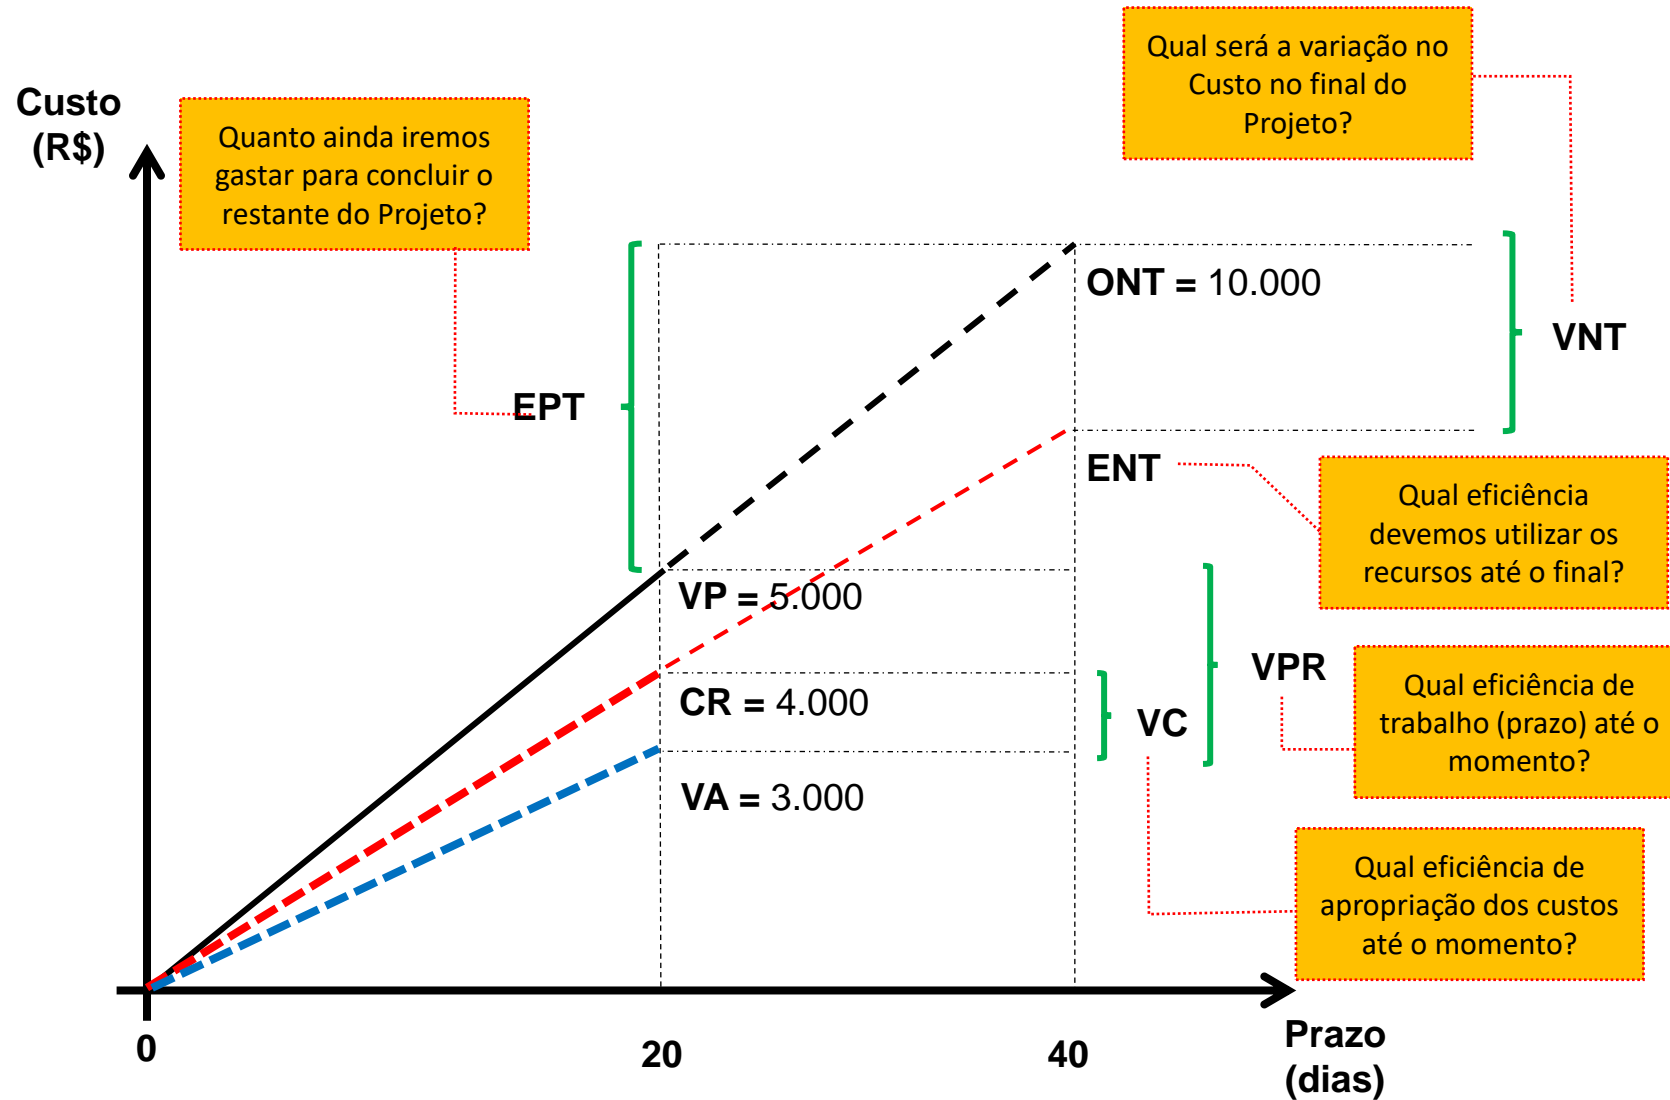 Qual será a variação no
Custo no final do
Projeto?
Custo
(R$)
Quanto ainda iremos
gastar para concluir o
restante do Projeto?
ONT = 10.000
VNT
EPT
ENT
Qual eficiência
devemos utilizar os
recursos até o final?
VP = 5.000
VPR
CR = 4.000
VC
Qual eficiência de
trabalho (prazo) até o
momento?
VA = 3.000
Qual eficiência de
apropriação dos custos
até o momento?
0
20
40
Prazo
(dias)